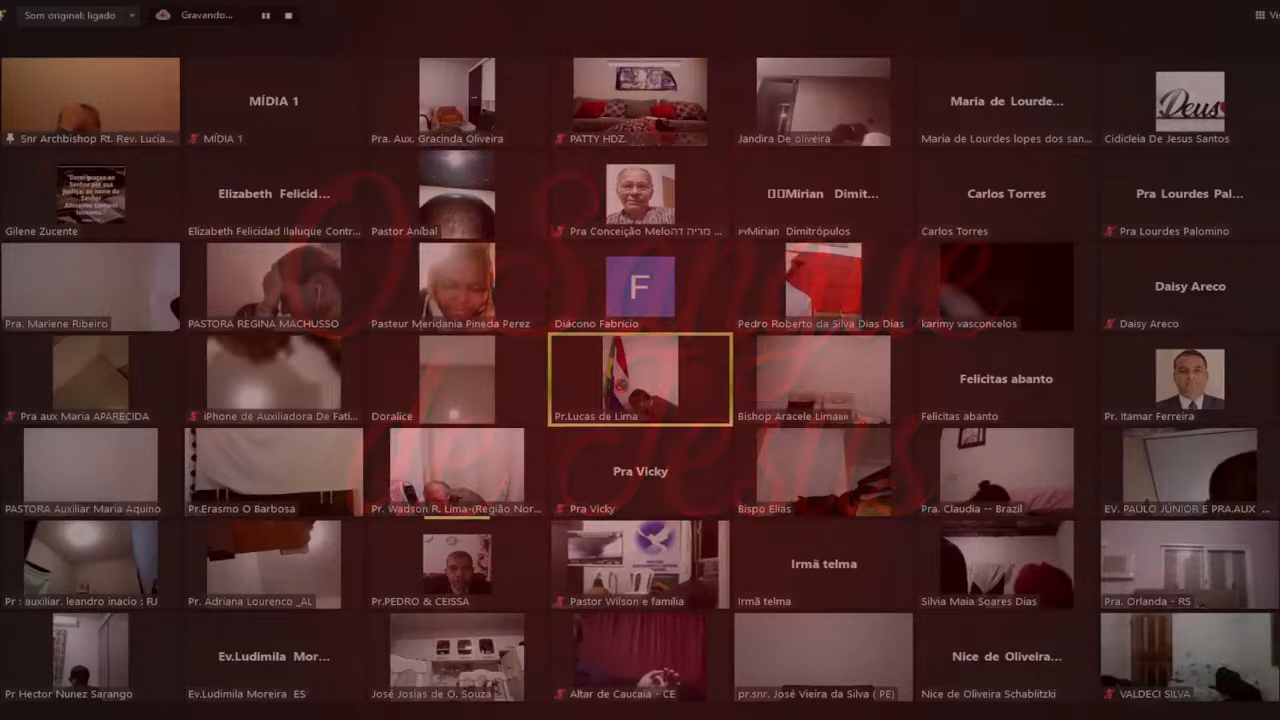 Som original: ligado
Gravando...
Snr Archbishop Rt. Rev. Lucia...
MÍDIA 1
MÍDIA 1
Pra. Aux. Gracinda Oliveira
PATTY HDZ.
Jandira De oliveira
Maria de Lourde...
Maria de Lourdes lopes dos san...
Deus
Cidicleia De Jesus Santos
Gilene Zucente
Elizabeth Felicid...
Elizabeth Felicidad Ilaluque Contr...
Pastor Aníbal
Pra Conceição Melo
Mirian Dimit...
Mirian Dimitrópulos
Carlos Torres
Carlos Torres
Pra Lourdes Pal...
Pra Lourdes Palomino
Pra. Mariene Ribeiro
PASTORA REGINA MACHUSSO
Pasteur Meridania Pineda Perez
F
Diácono Fabrício
Pedro Roberto da Silva Dias Dias
karimy vasconcelos
Daisy Areco
Daisy Areco
Pra aux Maria APARECIDA
iPhone de Auxiliadora De Fati...
Doralice
Pr.Lucas de Lima
Bishop Aracele Lima
Felicitas abanto
Felicitas abanto
Pr. Itamar Ferreira
PASTORA Auxiliar Maria Aquino
Pr.Erasmo O Barbosa
Pr. Wadson R. Lima-(Região Nor...
Pra Vicky
Pra Vicky
Bispo Elias
Pra. Claudia -- Brazil
EV. PAULO JÚNIOR E PRA.AUX ...
Pr : auxiliar. leandro inacio : RJ
Pr. Adriana Lourenco _AL
Pr.PEDRO & CEISSA
Pastor Wilson e família
Irmã telma
Irmã telma
Silvia Maia Soares Dias
Pra. Orlanda - RS
Pr Hector Nunez Sarango
Ev.Ludimila Mor...
Ev.Ludimila Moreira ES
José Josias de O. Souza
Altar de Caucaia - CE
pr.snr. José Vieira da Silva ( PE)
Nice de Oliveira...
Nice de Oliveira Schablitzki
VALDECI SILVA
O Sangue
de Jesus